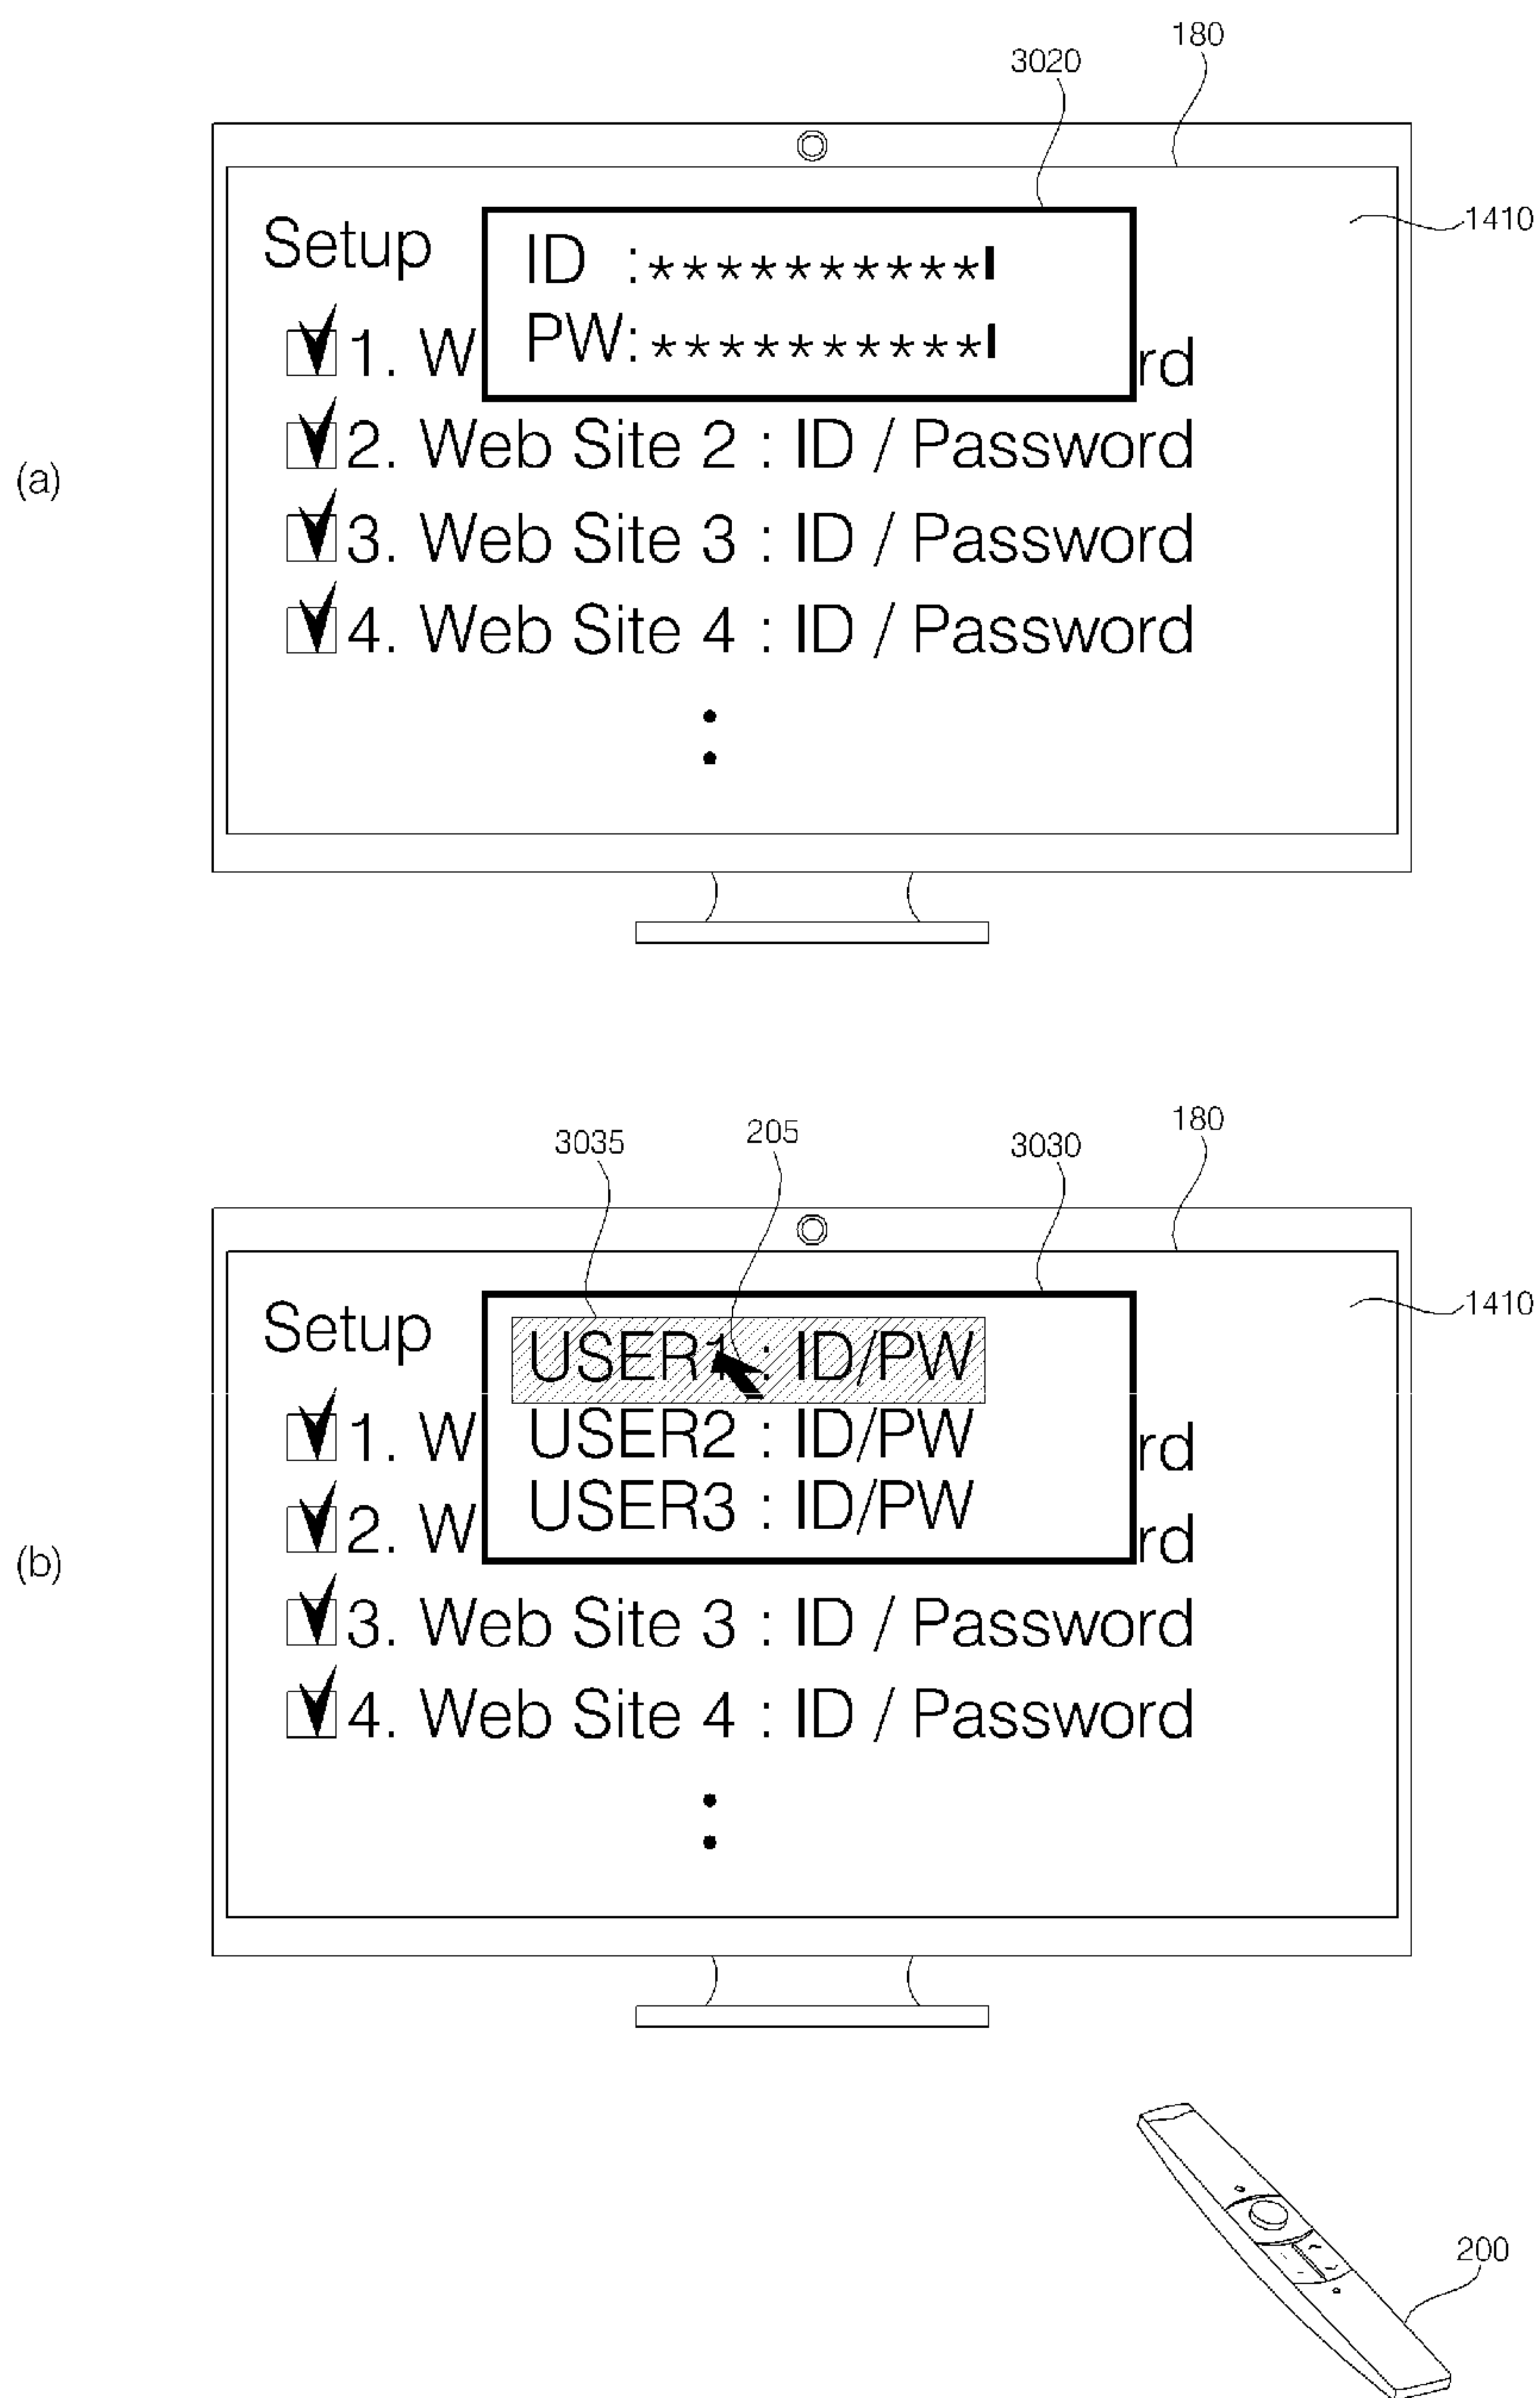 180
3020
1410
Setup
ID :**********
PW:**********
1. W rd
2. Web Site 2 : ID / Password
(a)
3. Web Site 3 : ID / Password
4. Web Site 4 : ID / Password
180
3035 205 3030
1410
Setup
USER1 : ID/PW
USER2 : ID/PW
1. W rd
USER3 : ID/PW
2. W rd
(b)
3. Web Site 3 : ID / Password
4. Web Site 4 : ID / Password
200